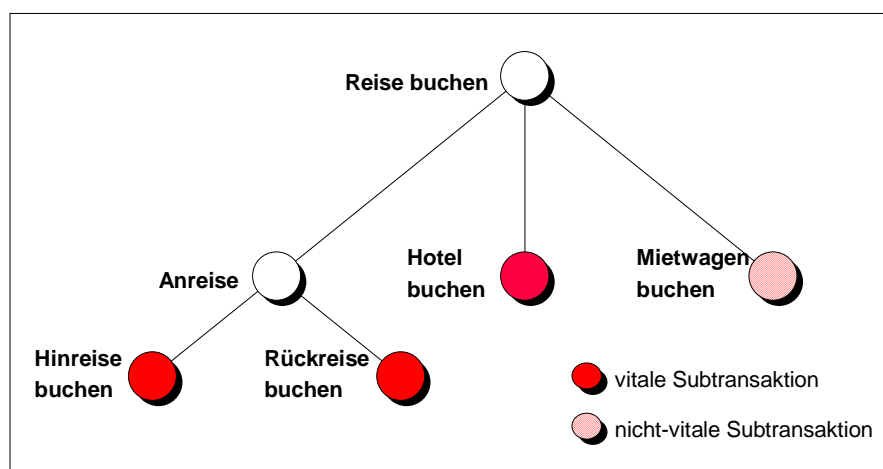 Reise buchen
Anreise
Hotel
buchen
Mietwagen
buchen
Hinreise
buchen
Rückreise
buchen
vitale Subtransaktion
nicht-vitale Subtransaktion